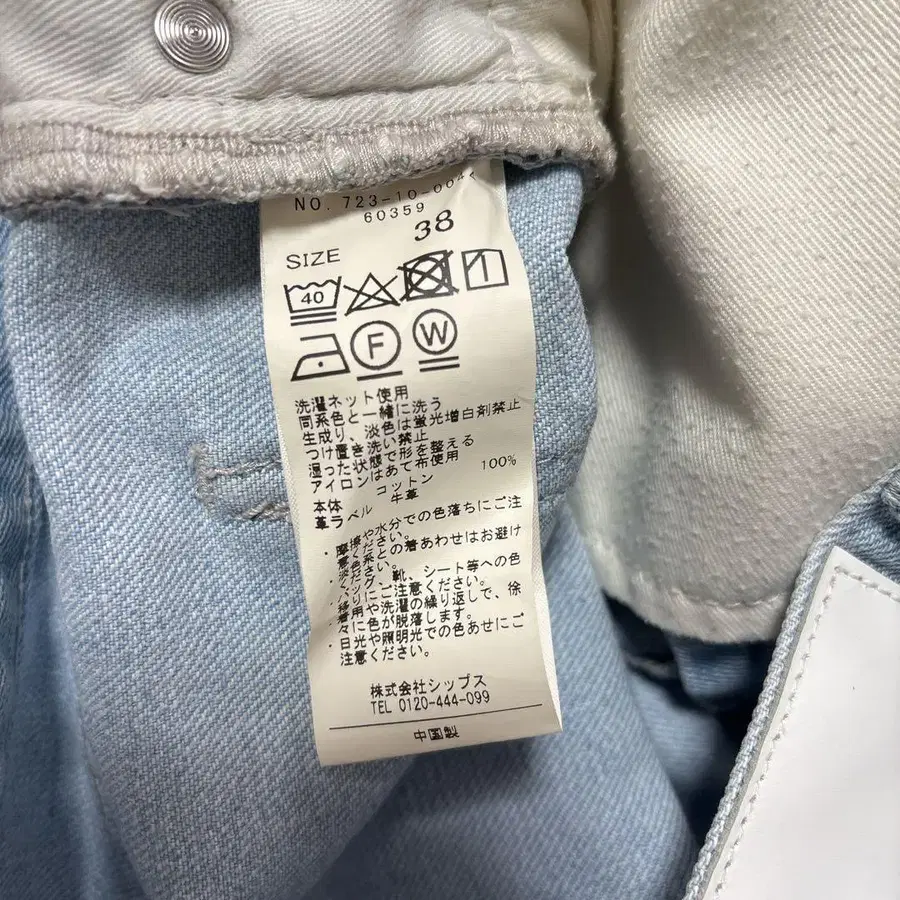 NO. 723-10-004
60359
SIZE 38
40
F W
洗濯ネット使用
同系色と一緒に洗う
生成り、淡色は蛍光増白剤禁止
つけ置き洗い禁止
湿った状態で形を整える
アイロンはあて布使用
本体 コットン 100%
革ラベル 牛革
・摩擦や水分での色落ちにご注
意ください。
淡色系との着あわせはお避け
ください。
・バッグ、靴、シート等への色
移りにご注意ください。
・着用や洗濯の繰り返しで、徐
々に色が脱落します。
・日光や照明光での色あせにご
注意ください。
株式会社シップス
TEL 0120-444-099
中国製